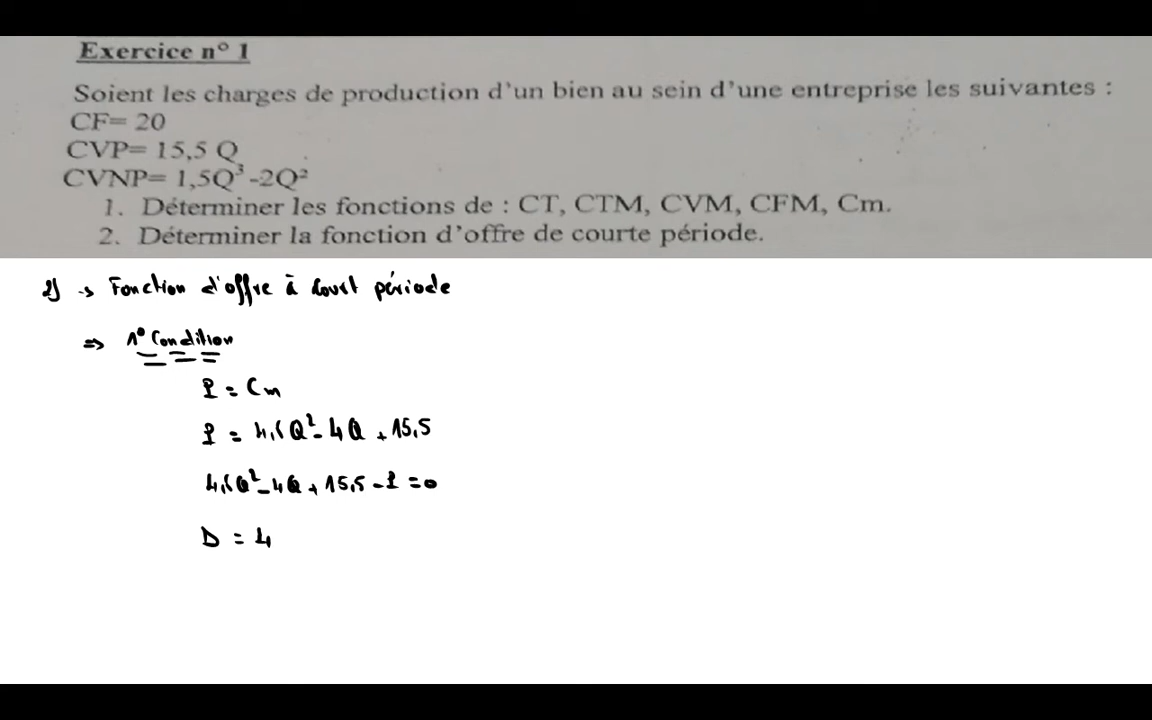 Exercice n° 1
Soient les charges de production d'un bien au sein d'une entreprise les suivantes :
CF= 20
CVP= 15,5 Q
CVNP= 1,5Q³ -2Q²
1. Déterminer les fonctions de : CT, CTM, CVM, CFM, Cm.
2. Déterminer la fonction d'offre de courte période.
2) → Fonction d'offre à Court période
⇒ 1° Condition
P = Cm
P = 4,5Q² - 4Q + 15,5
4,5Q² - 4Q + 15,5 - P = 0
D = 4